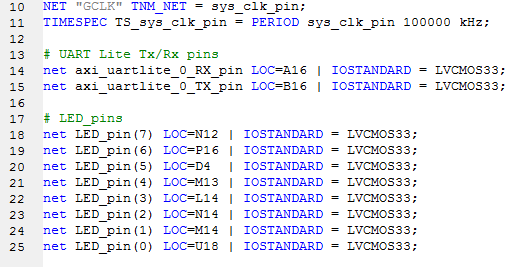 10 NET "GCLK" TNM_NET = sys_clk_pin;
11 TIMESPEC TS_sys_clk_pin = PERIOD sys_clk_pin 100000 kHz;
12
13 # UART Lite Tx/Rx pins
14 net axi_uartlite_0_RX_pin LOC=A16 | IOSTANDARD = LVCMOS33;
15 net axi_uartlite_0_TX_pin LOC=B16 | IOSTANDARD = LVCMOS33;
16
17 # LED_pins
18 net LED_pin(7) LOC=N12 | IOSTANDARD = LVCMOS33;
19 net LED_pin(6) LOC=P16 | IOSTANDARD = LVCMOS33;
20 net LED_pin(5) LOC=D4  | IOSTANDARD = LVCMOS33;
21 net LED_pin(4) LOC=M13 | IOSTANDARD = LVCMOS33;
22 net LED_pin(3) LOC=L14 | IOSTANDARD = LVCMOS33;
23 net LED_pin(2) LOC=N14 | IOSTANDARD = LVCMOS33;
24 net LED_pin(1) LOC=M14 | IOSTANDARD = LVCMOS33;
25 net LED_pin(0) LOC=U18 | IOSTANDARD = LVCMOS33;